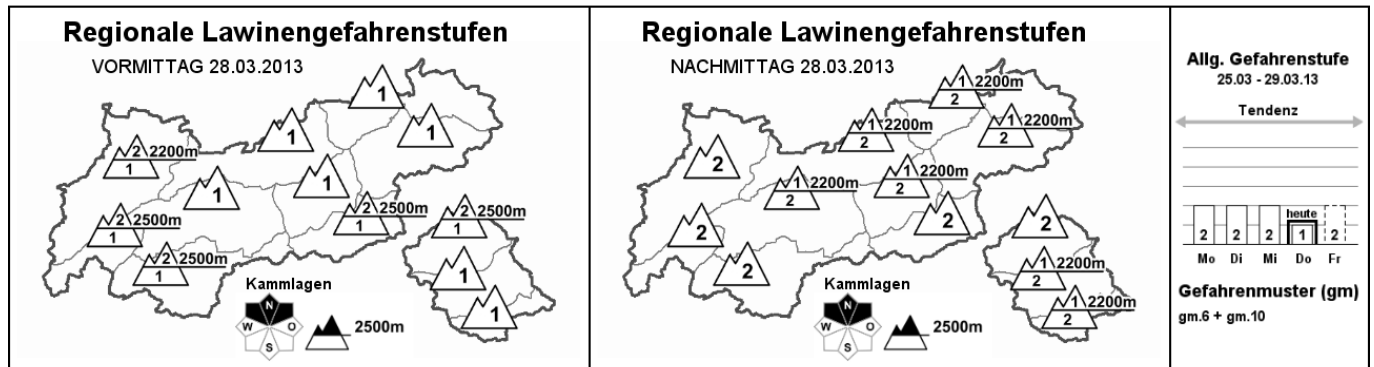 Regionale Lawinengefahrenstufen
VORMITTAG 28.03.2013
1
1
1
2 2200m
1
1
1
2 2500m
1
2 2500m
1
2 2500m
1
2 2500m
1
1
1
Kammlagen
N
W O
S
2500m
Regionale Lawinengefahrenstufen
NACHMITTAG 28.03.2013
1 2200m
2
1 2200m
2
1 2200m
2
2
1 2200m
2
1 2200m
2
2
2
2
2
1 2200m
2
1 2200m
2
Kammlagen
N
W O
S
2500m
Allg. Gefahrenstufe
25.03 - 29.03.13
Tendenz
heute
2 2 2 1 2
Mo Di Mi Do Fr
Gefahrenmuster (gm)
gm.6 + gm.10